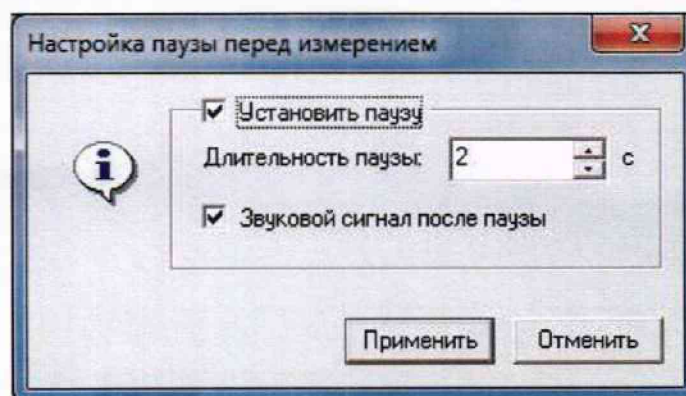 Настройка паузы перед измерением
Установить паузу
Длительность паузы: 2 с
Звуковой сигнал после паузы
Применить Отменить